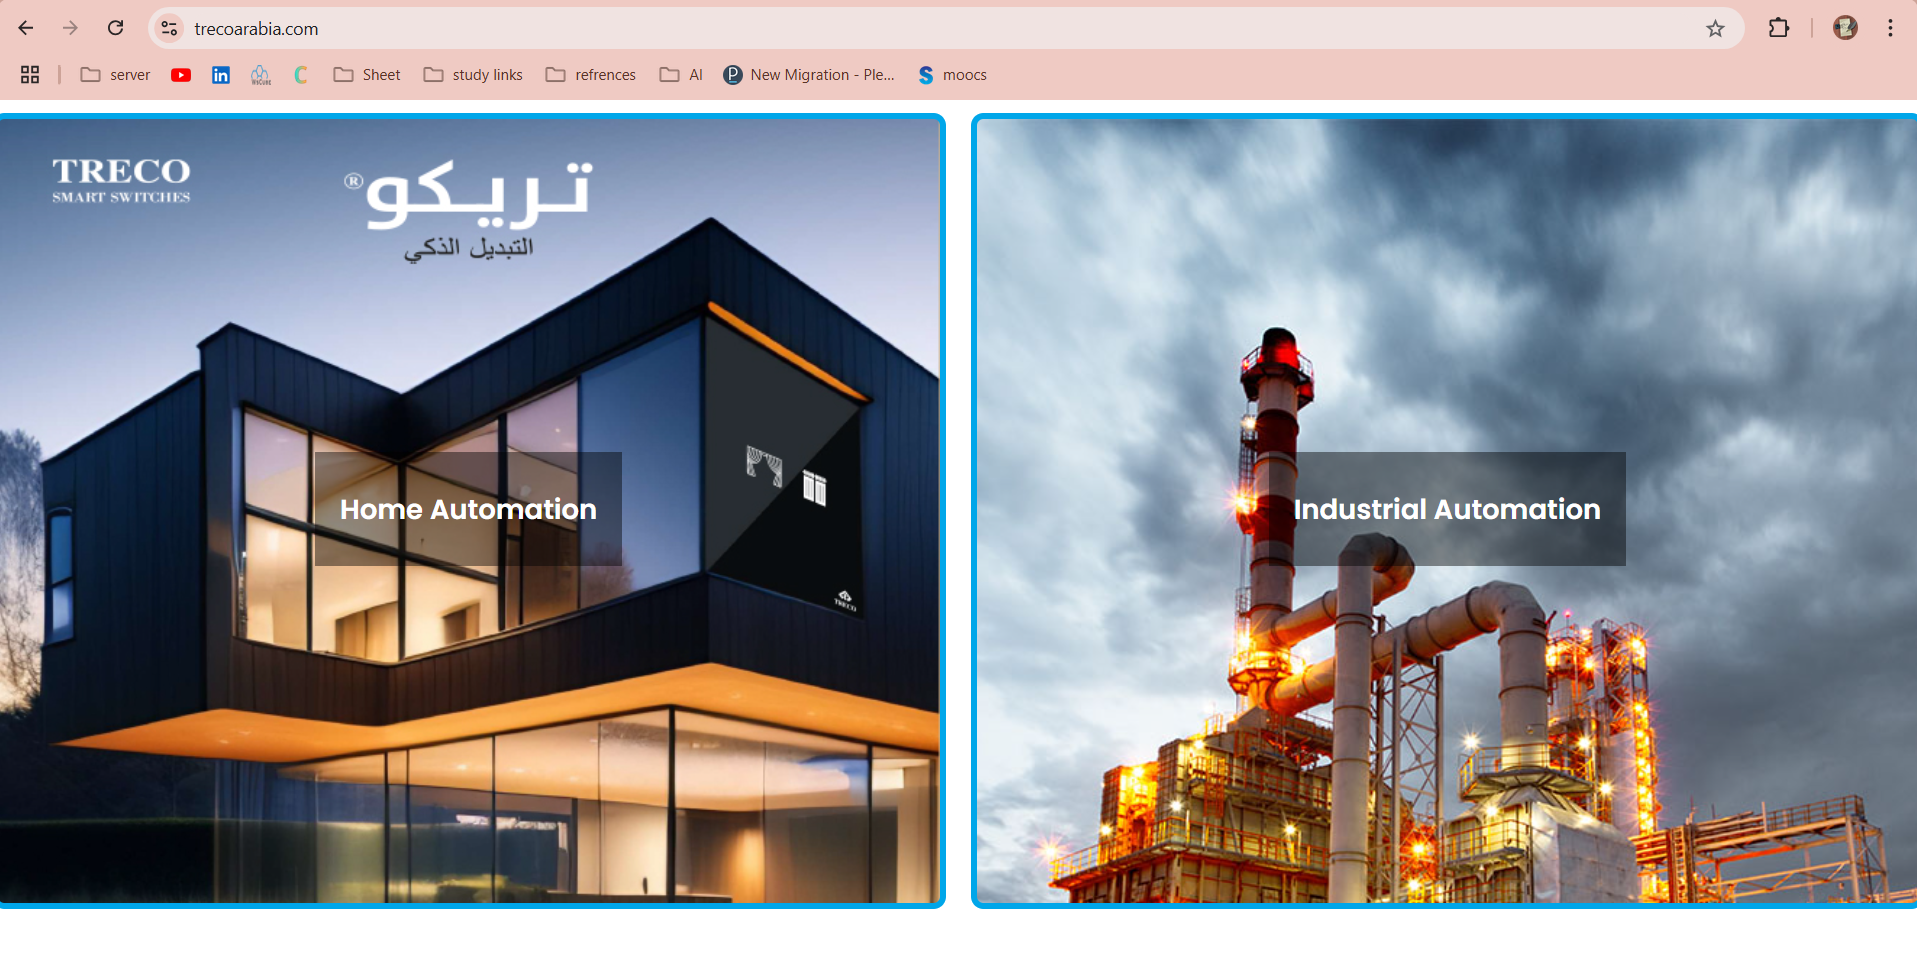 trecoarabia.com
server
Sheet
study links
refrences
AI
New Migration - Ple...
moocs
TRECO
SMART SWITCHES
تريكو®
التبديل الذكي
Home Automation
TRECO
Industrial Automation